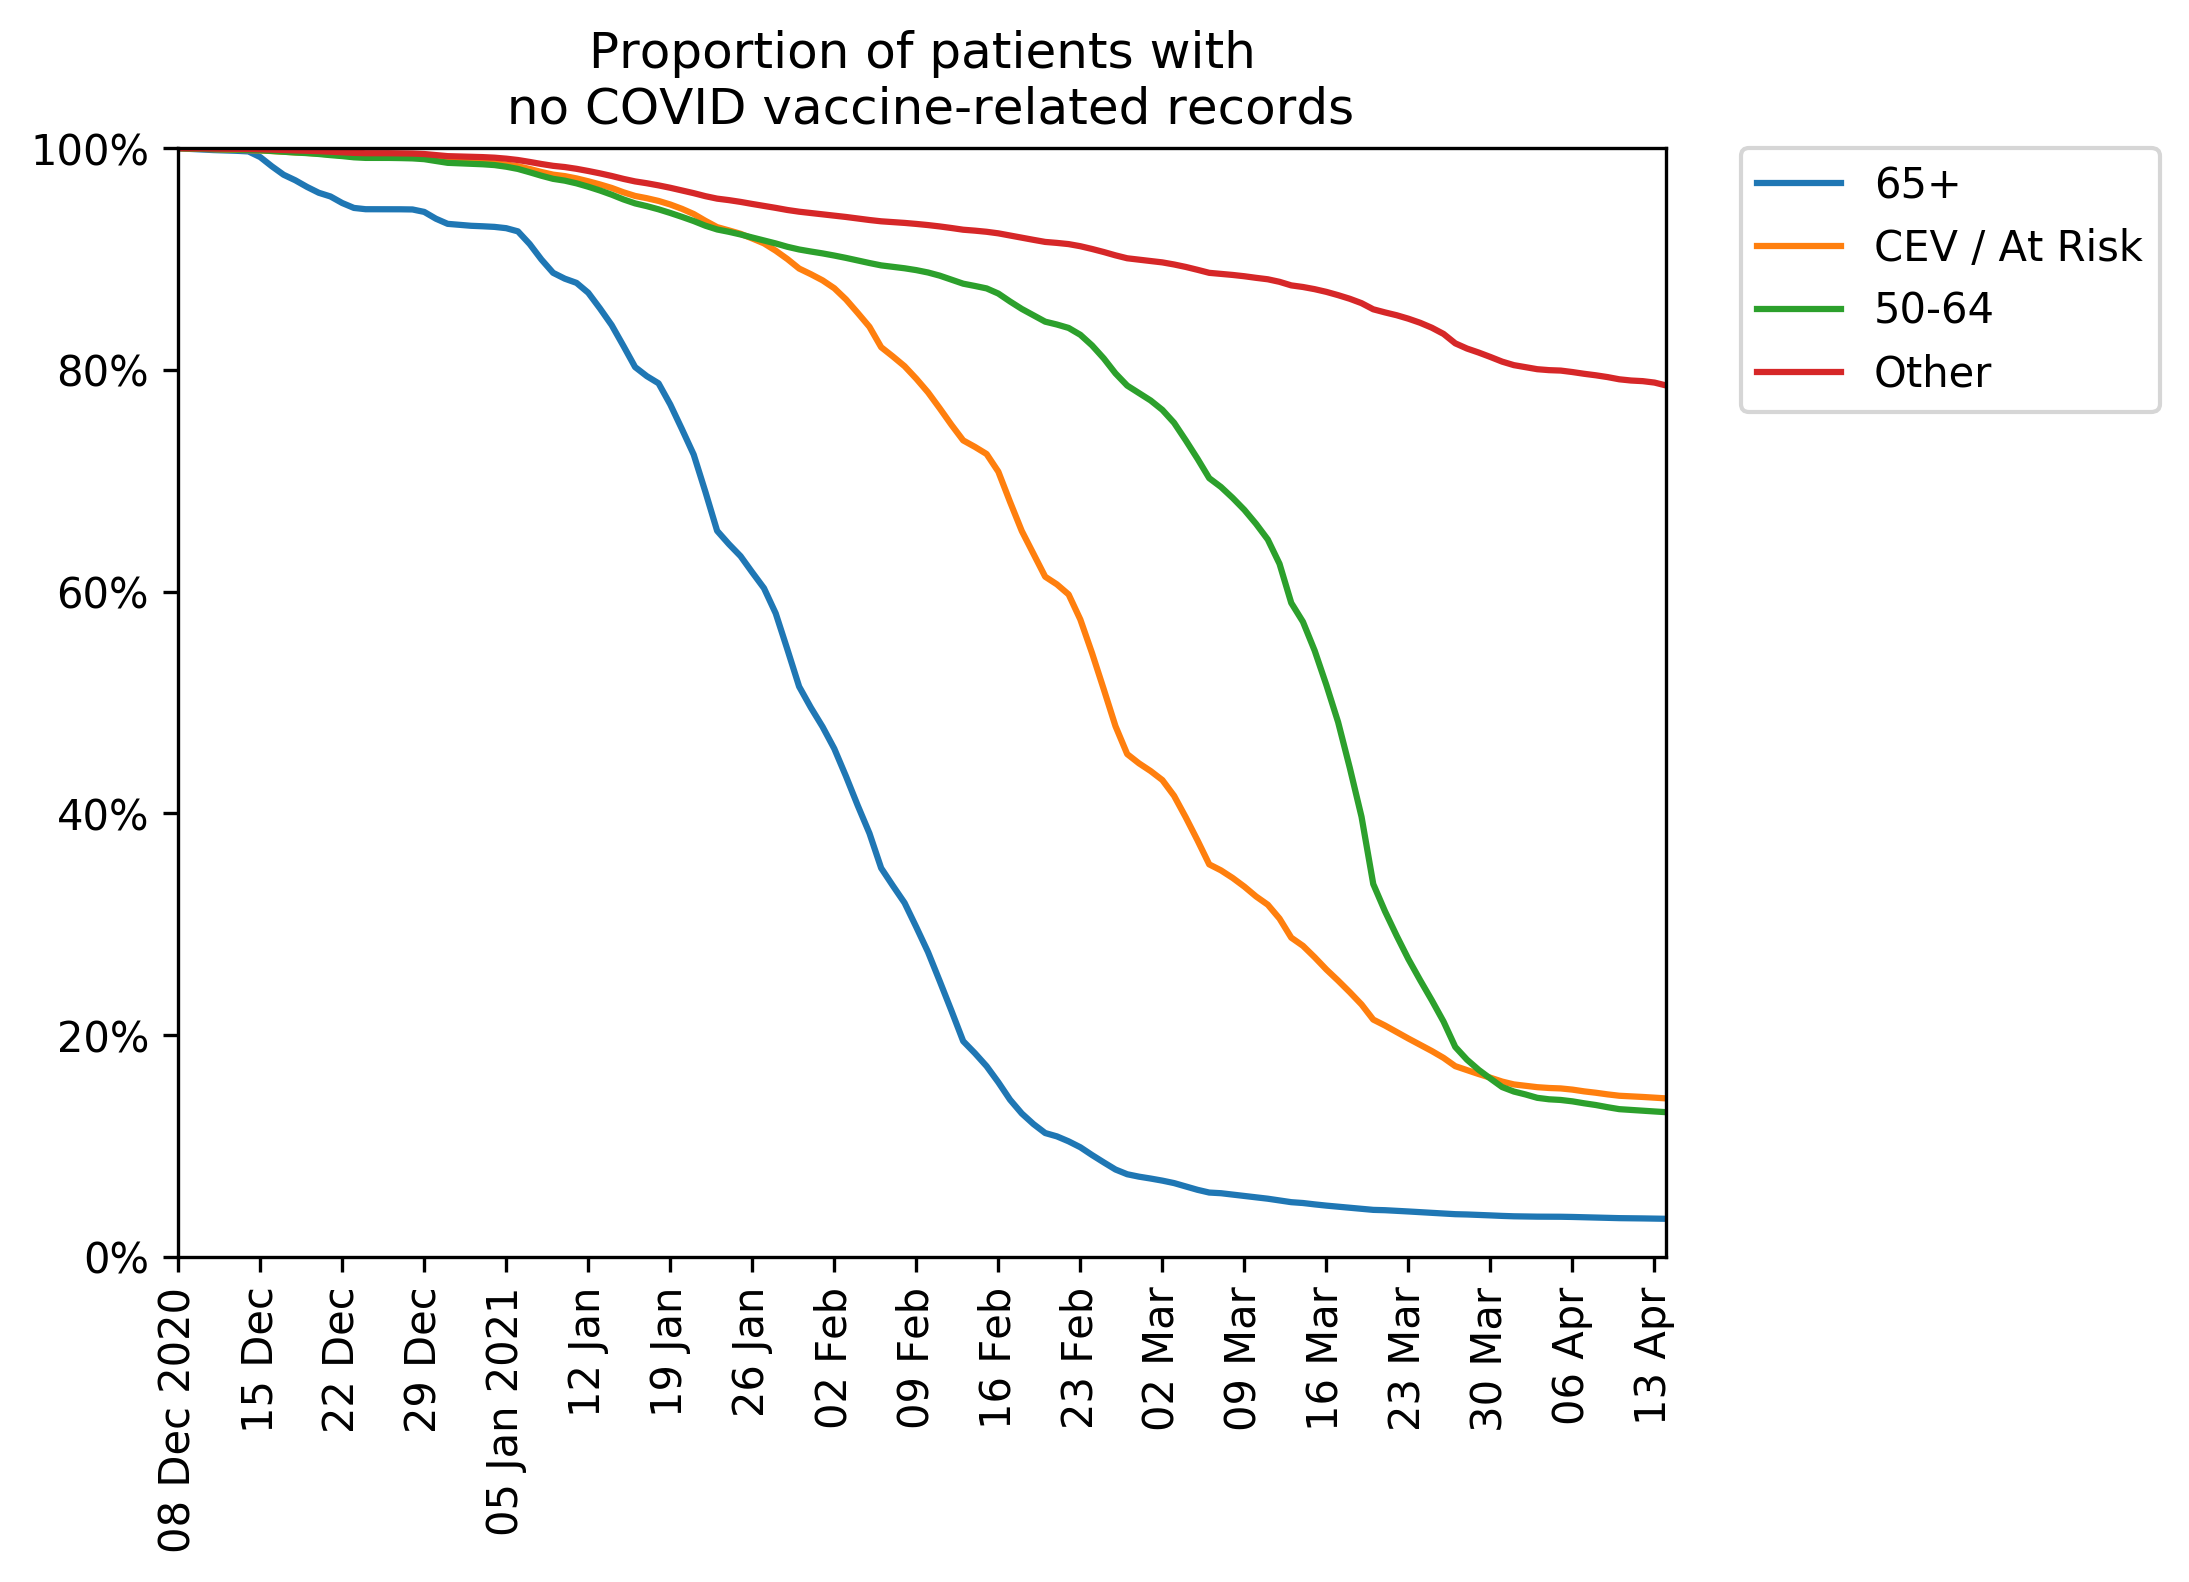 Proportion of patients with
no COVID vaccine-related records
100%
80%
60%
40%
20%
0%
08 Dec 2020
15 Dec
22 Dec
29 Dec
05 Jan 2021
12 Jan
19 Jan
26 Jan
02 Feb
09 Feb
16 Feb
23 Feb
02 Mar
09 Mar
16 Mar
23 Mar
30 Mar
06 Apr
13 Apr
65+
CEV / At Risk
50-64
Other